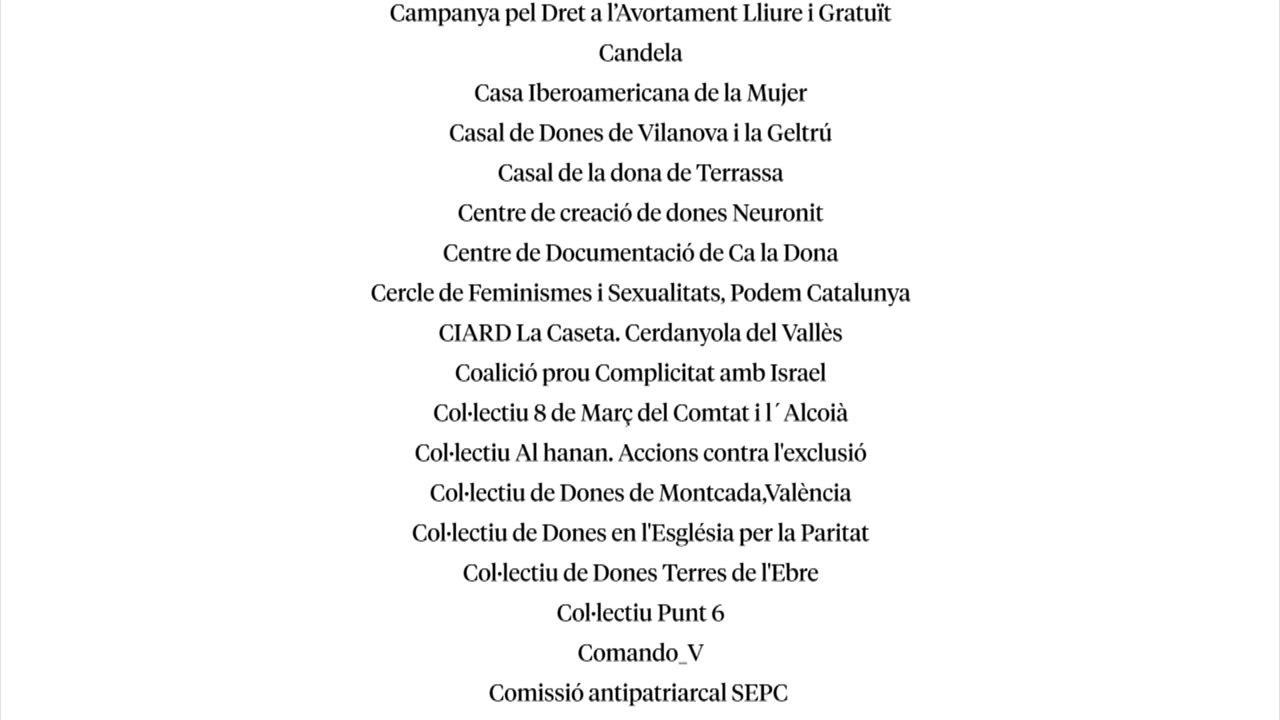 Campanya pel Dret a l’Avortament Lliure i Gratuït
Candela
Casa Iberoamericana de la Mujer
Casal de Dones de Vilanova i la Geltrú
Casal de la dona de Terrassa
Centre de creació de dones Neuronit
Centre de Documentació de Ca la Dona
Cercle de Feminismes i Sexualitats, Podem Catalunya
CIARD La Caseta. Cerdanyola del Vallès
Coalició prou Complicitat amb Israel
Col·lectiu 8 de Març del Comtat i l´ Alcoià
Col·lectiu Al hanan. Accions contra l'exclusió
Col·lectiu de Dones de Montcada,València
Col·lectiu de Dones en l'Església per la Paritat
Col·lectiu de Dones Terres de l'Ebre
Col·lectiu Punt 6
Comando_V
Comissió antipatriarcal SEPC